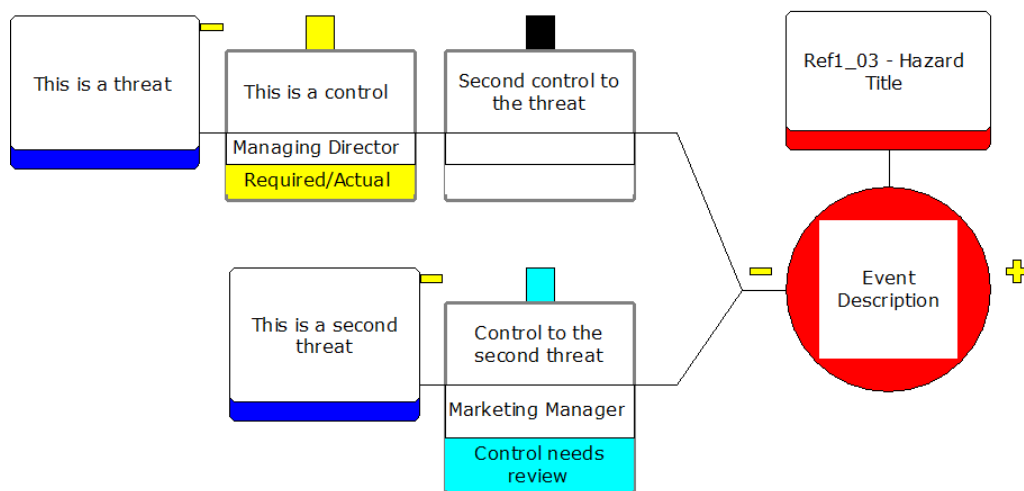 This is a threat
This is a control
Managing Director
Required/Actual
Second control to
the threat
Ref1_03 - Hazard
Title
Event
Description
This is a second
threat
Control to the
second threat
Marketing Manager
Control needs
review